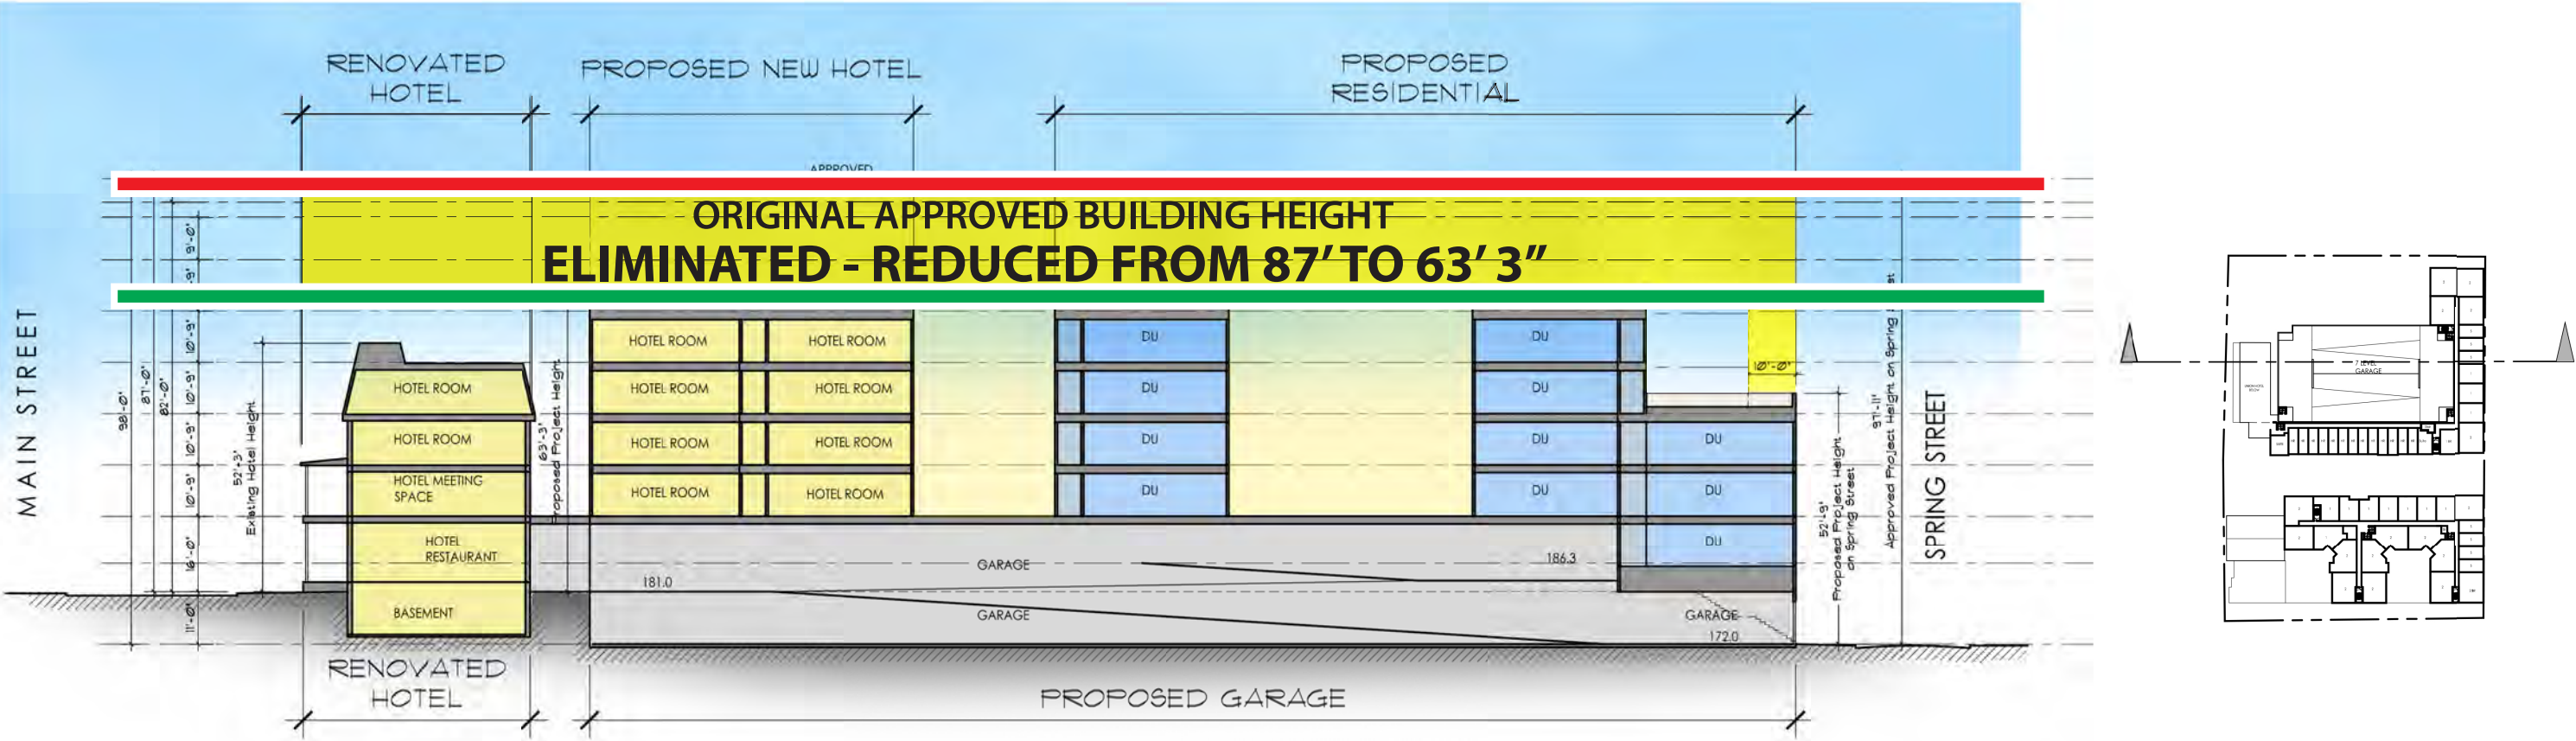 RENOVATED
HOTEL
PROPOSED NEW HOTEL
PROPOSED
RESIDENTIAL
APPROVED
ORIGINAL APPROVED BUILDING HEIGHT
ELIMINATED - REDUCED FROM 87' TO 63' 3"
MAIN STREET
98'-0"
87'-0"
82'-0"
9'-0"
10'-9"
10'-9"
10'-9"
10'-9"
16'-0"
11'-0"
52'-3"
Existing Hotel Height
HOTEL ROOM
HOTEL ROOM
HOTEL MEETING
SPACE
HOTEL
RESTAURANT
BASEMENT
63'-3"
Proposed Project Height
HOTEL ROOM
HOTEL ROOM
HOTEL ROOM
HOTEL ROOM
HOTEL ROOM
HOTEL ROOM
HOTEL ROOM
HOTEL ROOM
DU
DU
DU
DU
DU
DU
DU
DU
DU
DU
DU
10'-0"
GARAGE
186.3
181.0
GARAGE
GARAGE
172.0
52'-9"
Proposed Project Height
on Spring Street
97'-11"
Approved Project Height on Spring
SPRING STREET
RENOVATED
HOTEL
PROPOSED GARAGE
7 LEVEL
GARAGE